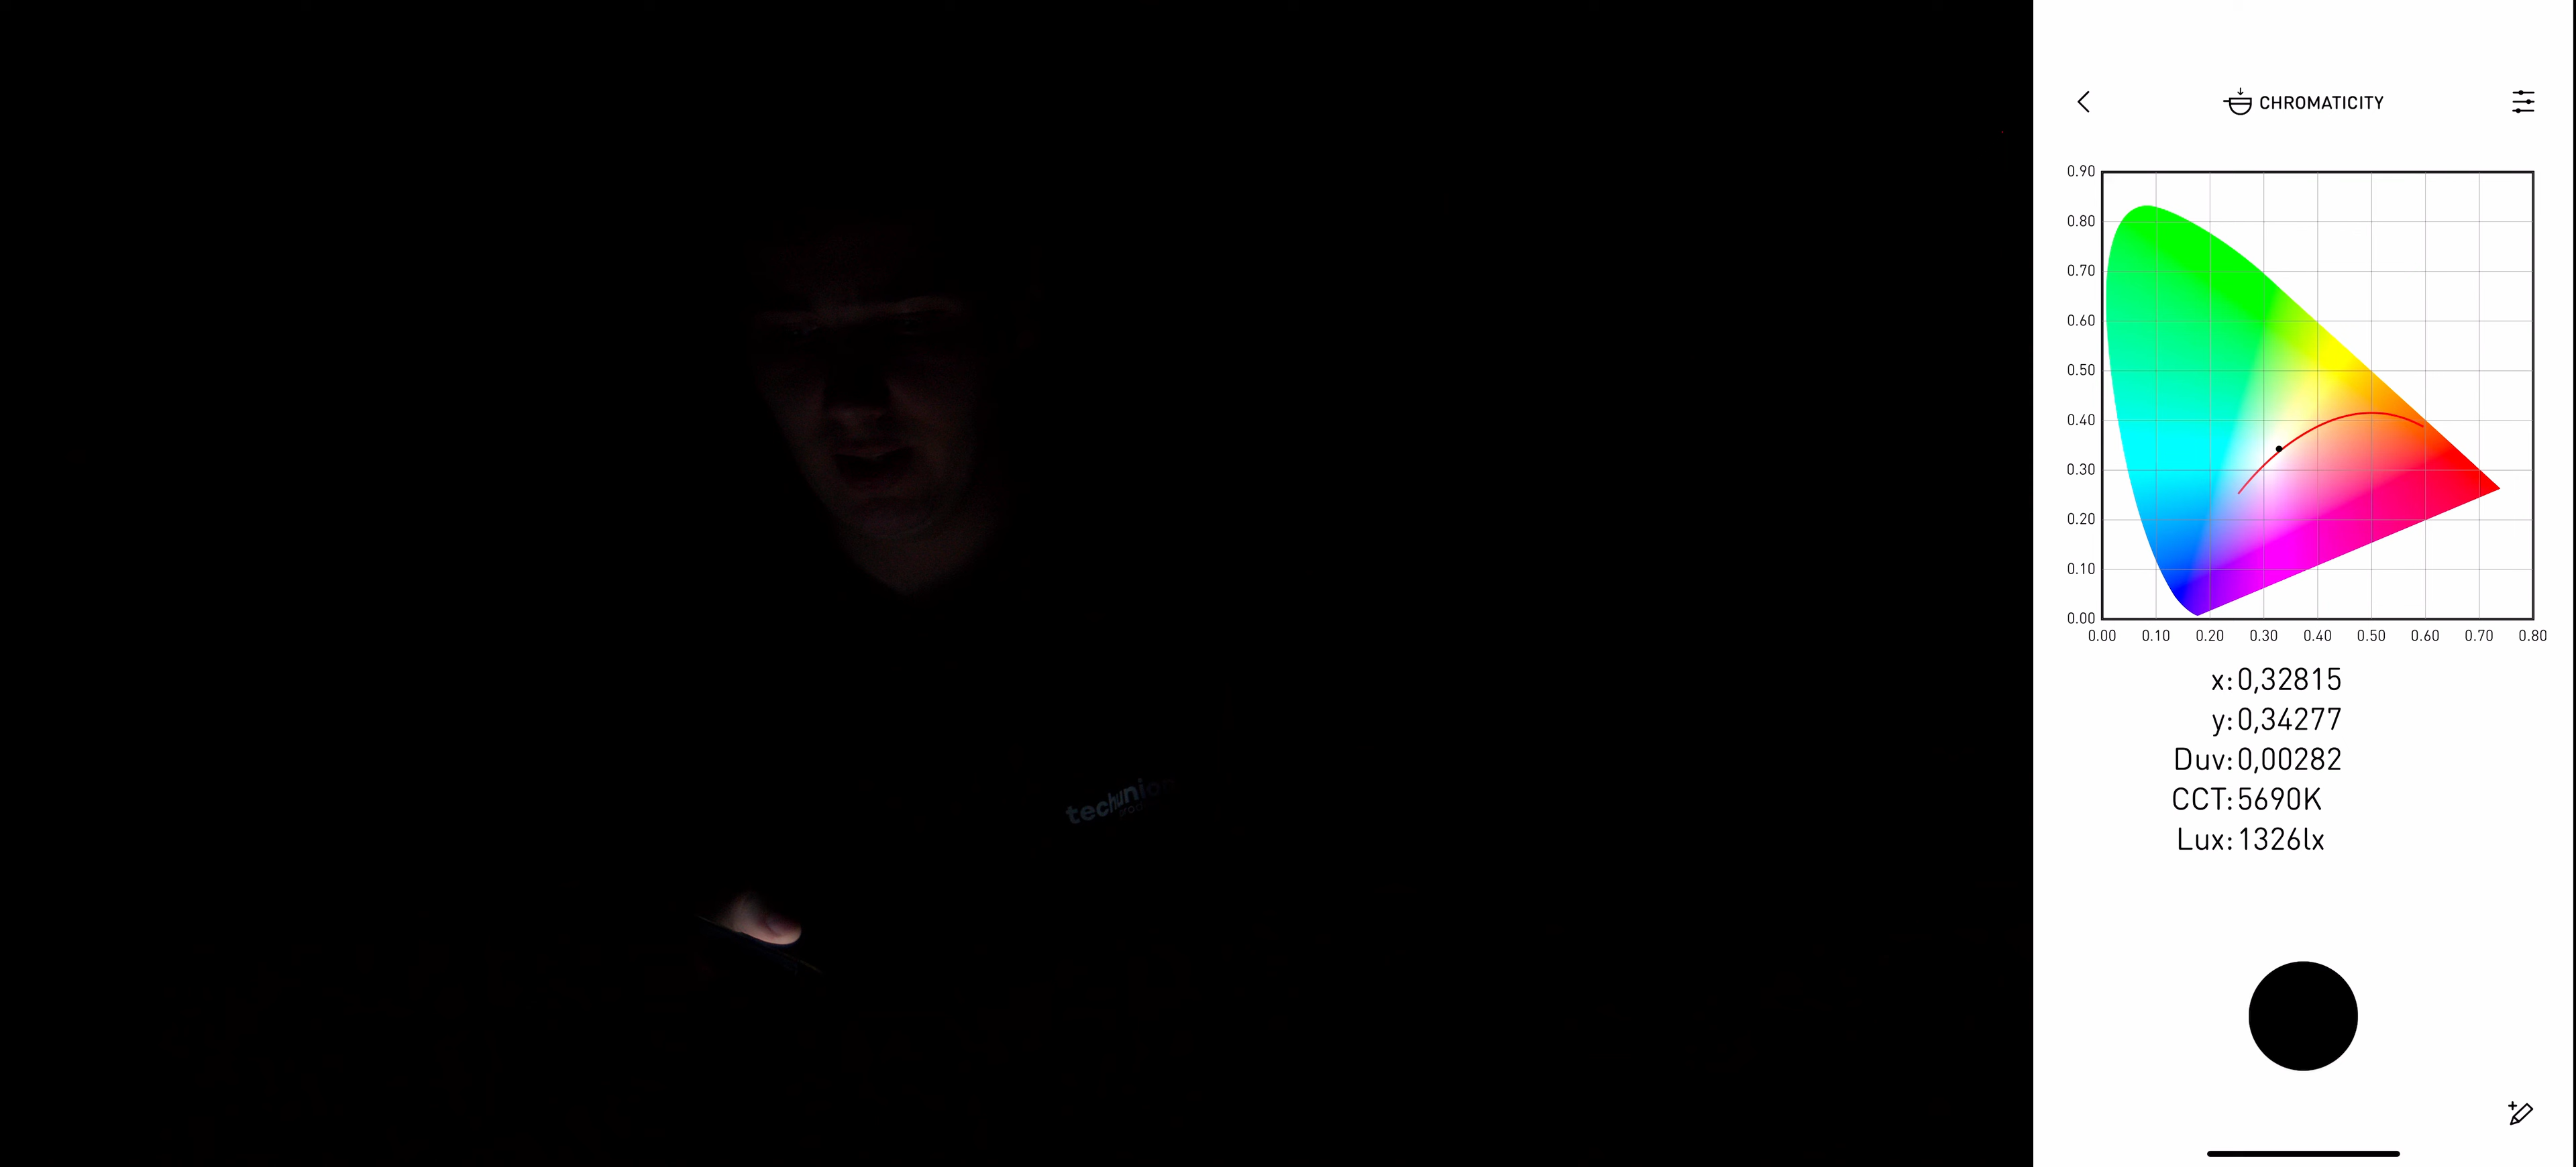 techunion
CHROMATICITY
0.90
0.80
0.70
0.60
0.50
0.40
0.30
0.20
0.10
0.00
0.00 0.10 0.20 0.30 0.40 0.50 0.60 0.70 0.80
x:0,32815
y:0,34277
Duv:0,00282
CCT:5690K
Lux:1326lx